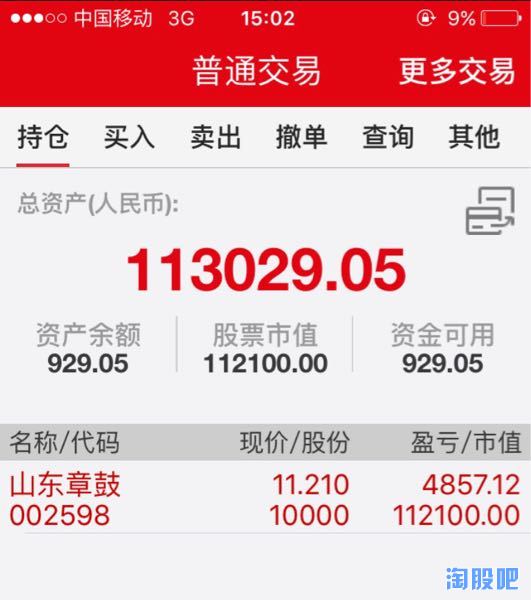 中国移动 3G 15:02 9%
普通交易 更多交易
持仓 买入 卖出 撤单 查询 其他
总资产(人民币):
113029.05
资产余额 股票市值 资金可用
929.05 112100.00 929.05
名称/代码 现价/股份 盈亏/市值
山东章鼓 11.210 4857.12
002598 10000 112100.00
淘股吧